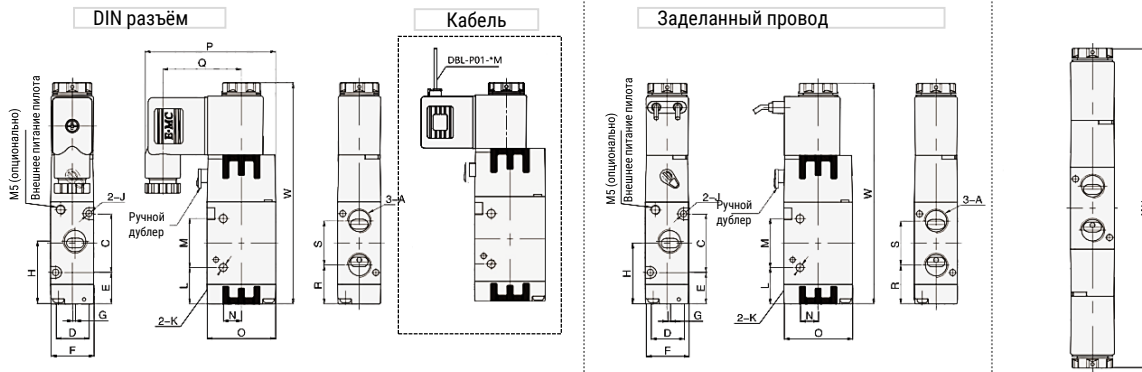 DIN разъём
Кабель
Заделанный провод
P
Q
DBL-P01-*M
E·MC
M5 (опционально)
Внешнее питание пилота
2-J
Ручной
дублер
H
C
E
G
D
F
M
L
2-K
N
O
W
3-A
S
R
M5 (опционально)
Внешнее питание пилота
2-J
Ручной
дублер
H
C
E
G
D
F
M
L
2-K
N
O
W
3-A
S
R